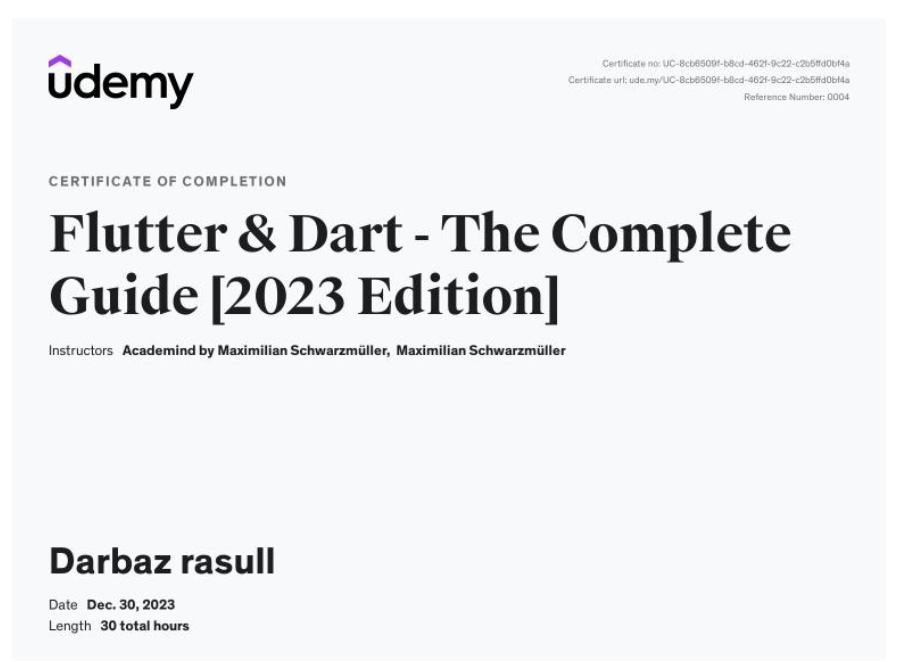 udemy
Certificate no: UC-8cb6509f-b8cd-462f-9c22-c2b5ffd0bf4a
Certificate url: ude.my/UC-8cb6509f-b8cd-462f-9c22-c2b5ffd0bf4a
Reference Number: 0004
CERTIFICATE OF COMPLETION
Flutter & Dart - The Complete
Guide [2023 Edition]
Instructors Academind by Maximilian Schwarzmüller, Maximilian Schwarzmüller
Darbaz rasull
Date Dec. 30, 2023
Length 30 total hours